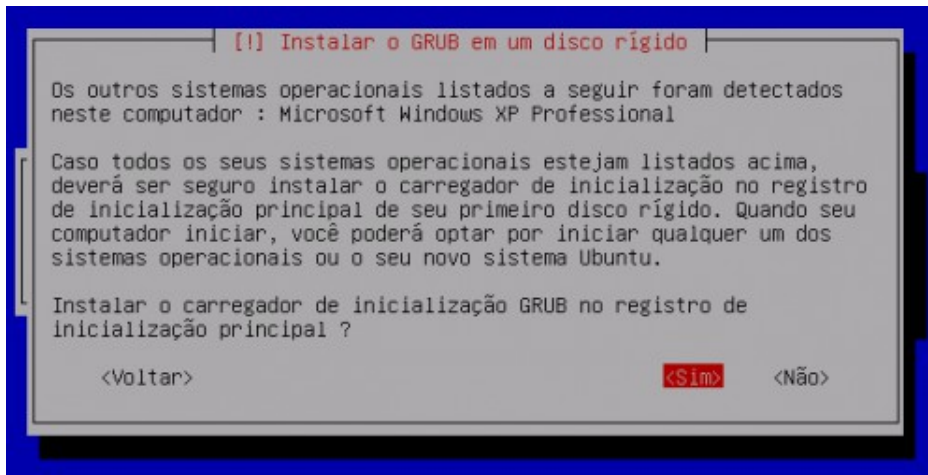 [!] Instalar o GRUB em um disco rígido
Os outros sistemas operacionais listados a seguir foram detectados
neste computador : Microsoft Windows XP Professional
Caso todos os seus sistemas operacionais estejam listados acima,
deverá ser seguro instalar o carregador de inicialização no registro
de inicialização principal de seu primeiro disco rígido. Quando seu
computador iniciar, você poderá optar por iniciar qualquer um dos
sistemas operacionais ou o seu novo sistema Ubuntu.
Instalar o carregador de inicialização GRUB no registro de
inicialização principal ?
<Voltar> <Sim> <Não>